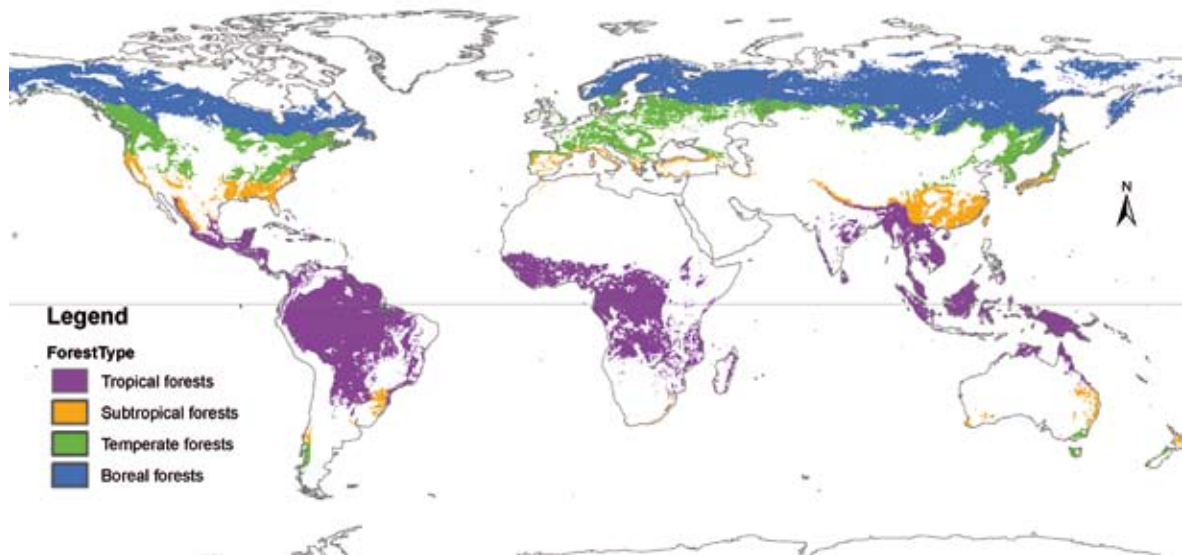 N
Legend
ForestType
Tropical forests
Subtropical forests
Temperate forests
Boreal forests